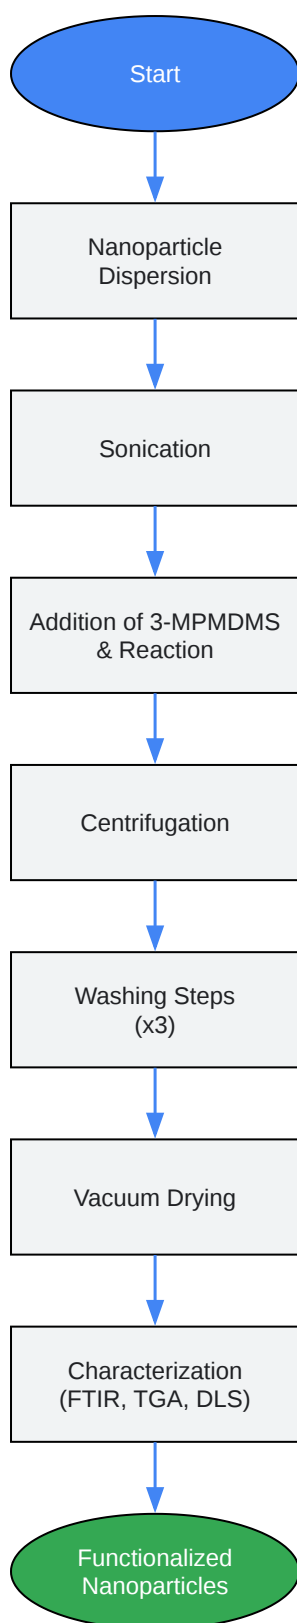 Start
Nanoparticle
Dispersion
Sonication
Addition of 3-MPMDMS
& Reaction
Centrifugation
Washing Steps
(x3)
Vacuum Drying
Characterization
(FTIR, TGA, DLS)
Functionalized
Nanoparticles